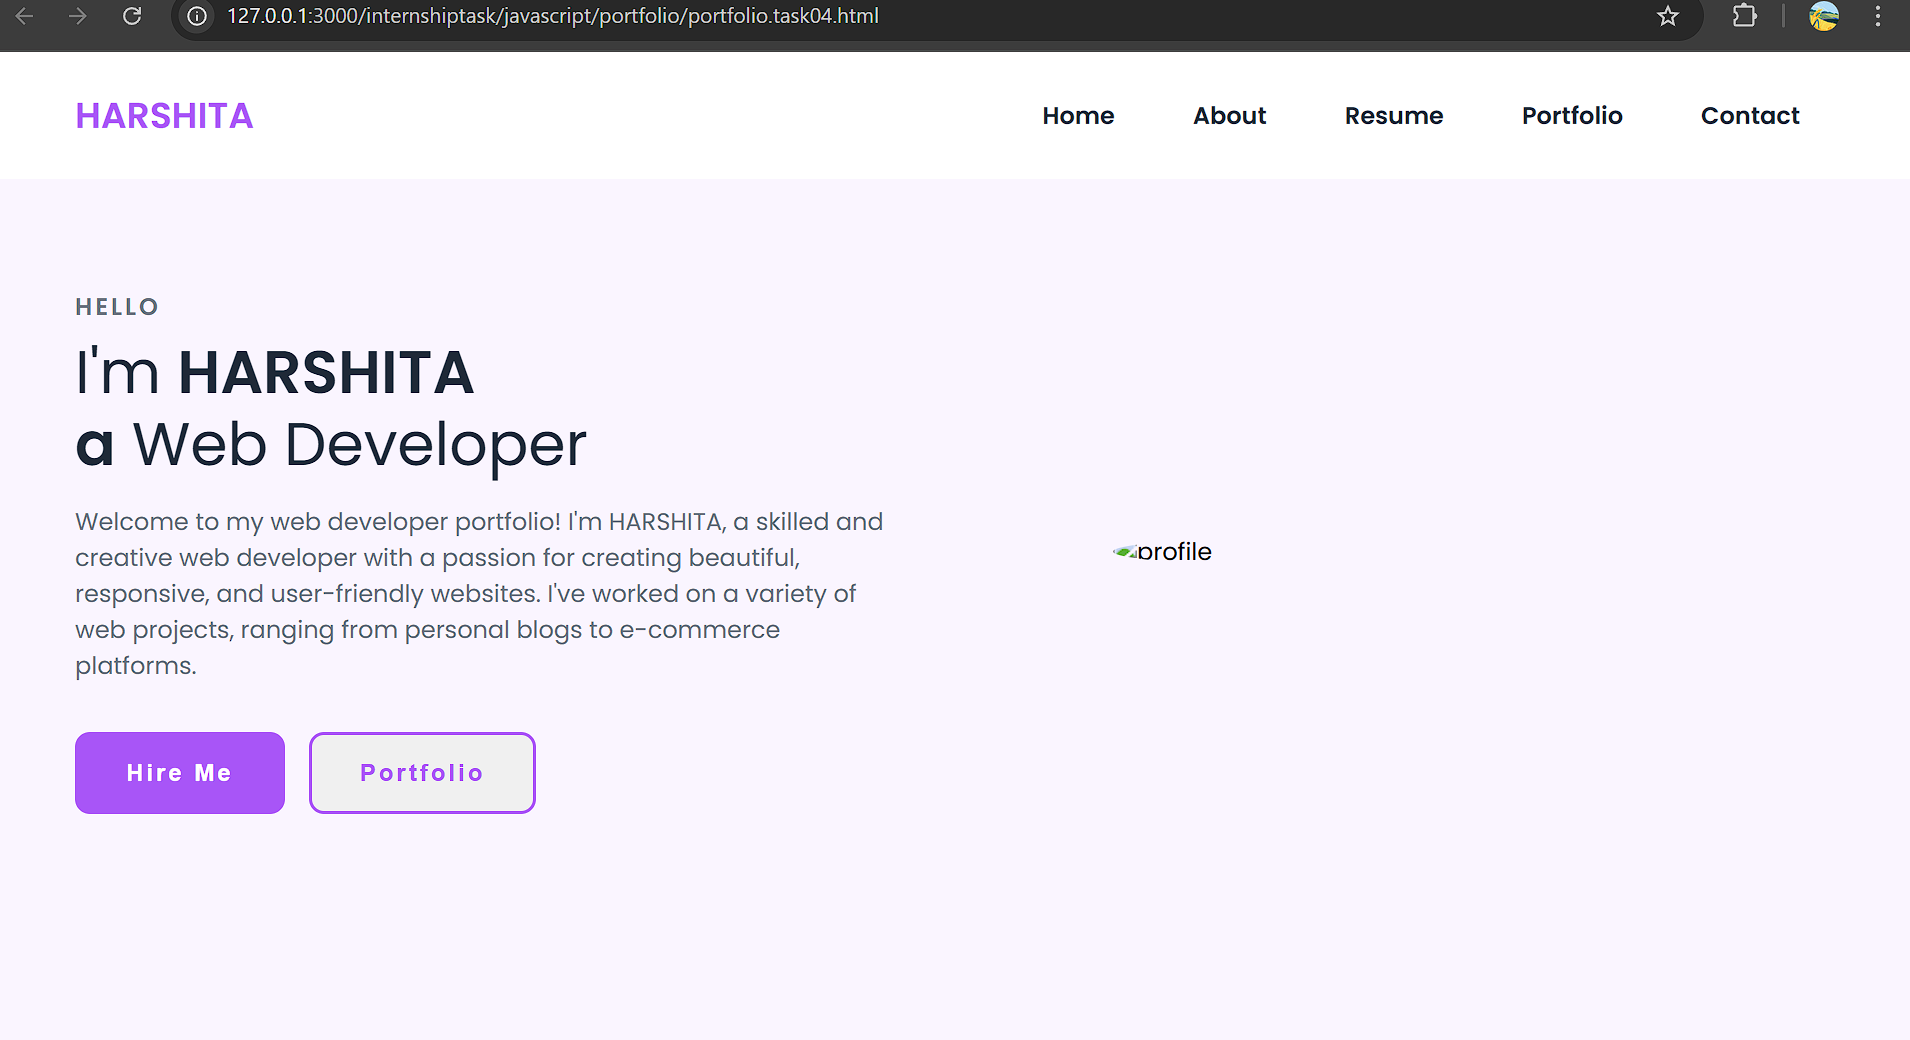 127.0.0.1:3000/internshiptask/javascript/portfolio/portfolio.task04.html
HARSHITA Home About Resume Portfolio Contact
HELLO
I'm HARSHITA
a Web Developer
Welcome to my web developer portfolio! I'm HARSHITA, a skilled and
creative web developer with a passion for creating beautiful,
responsive, and user-friendly websites. I've worked on a variety of
web projects, ranging from personal blogs to e-commerce
platforms.
profile
Hire Me Portfolio